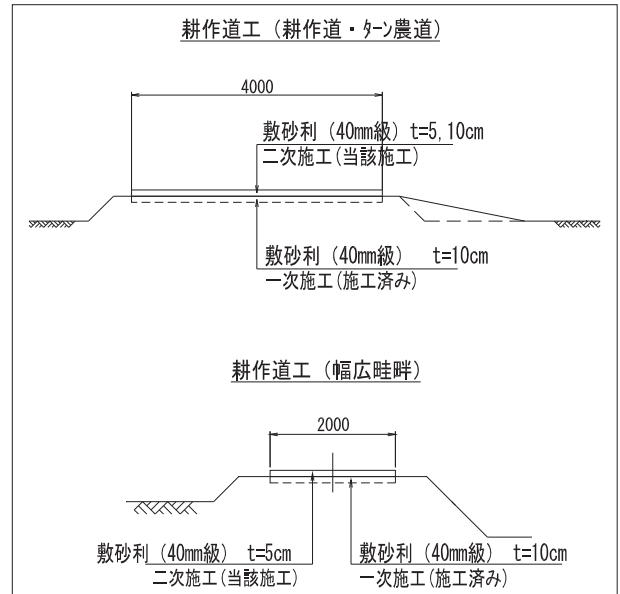 耕作道工（耕作道・ターン農道）
4000
敷砂利（40mm級）t=5,10cm
二次施工(当該施工)
敷砂利（40mm級） t=10cm
一次施工(施工済み)
耕作道工（幅広畦畔）
2000
敷砂利（40mm級） t=5cm
二次施工(当該施工)
敷砂利（40mm級） t=10cm
一次施工(施工済み)